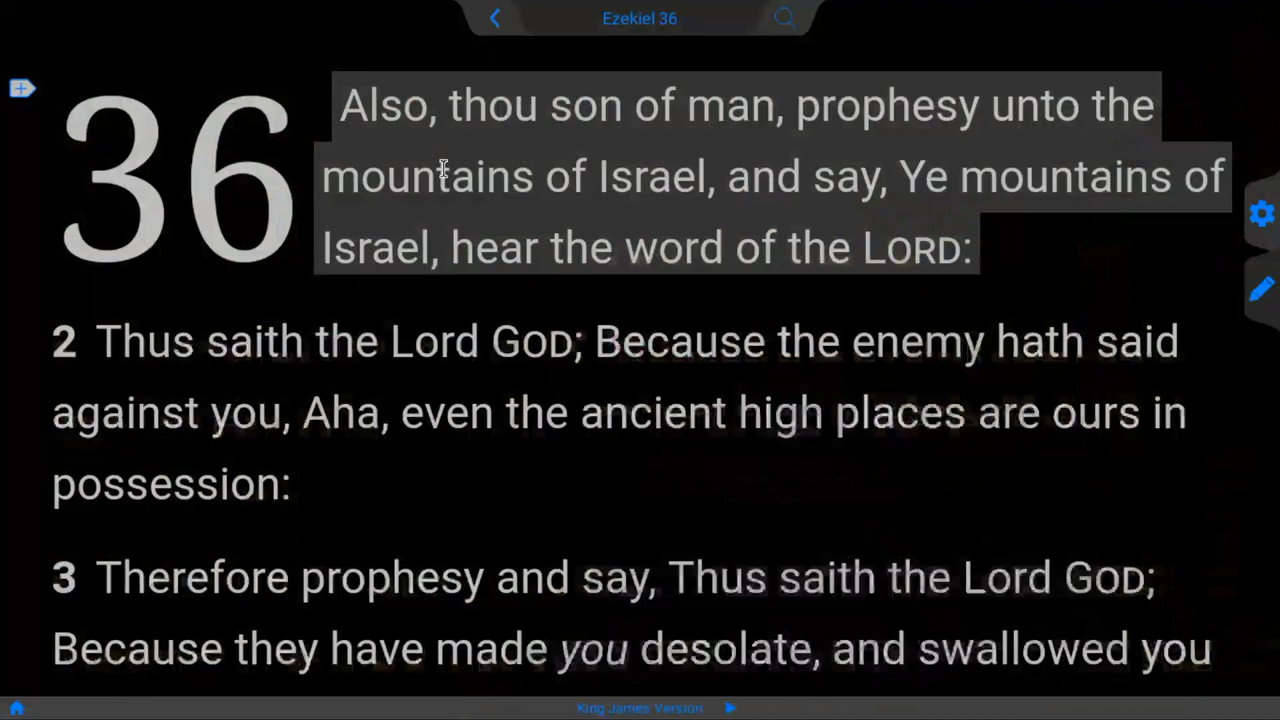 Ezekiel 36
36 Also, thou son of man, prophesy unto the
mountains of Israel, and say, Ye mountains of
Israel, hear the word of the LORD:
2 Thus saith the Lord GOD; Because the enemy hath said
against you, Aha, even the ancient high places are ours in
possession:
3 Therefore prophesy and say, Thus saith the Lord GOD;
Because they have made you desolate, and swallowed you
King James Version